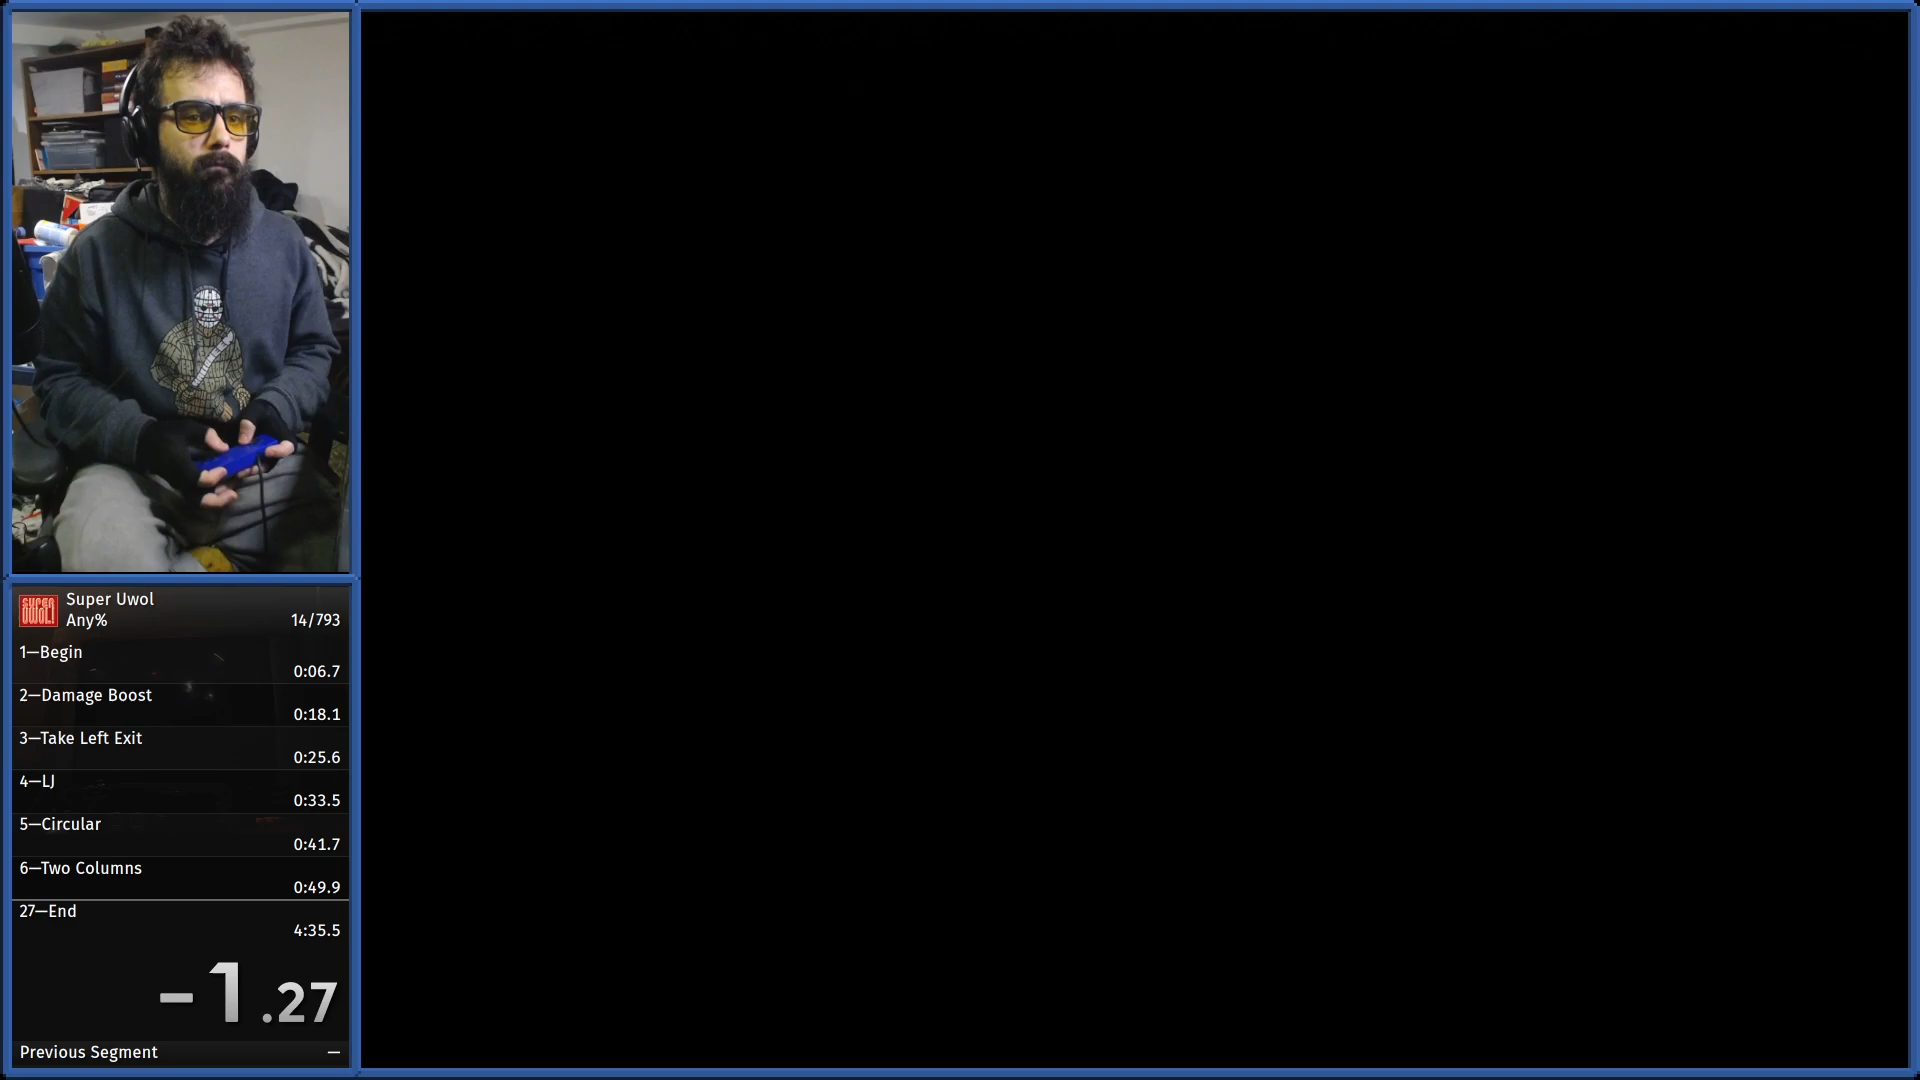 SUPER
UWOL!
Super Uwol
Any%
14/793
1—Begin
0:06.7
2—Damage Boost
0:18.1
3—Take Left Exit
0:25.6
4—LJ
0:33.5
5—Circular
0:41.7
6—Two Columns
0:49.9
27—End
4:35.5
-1.27
Previous Segment —